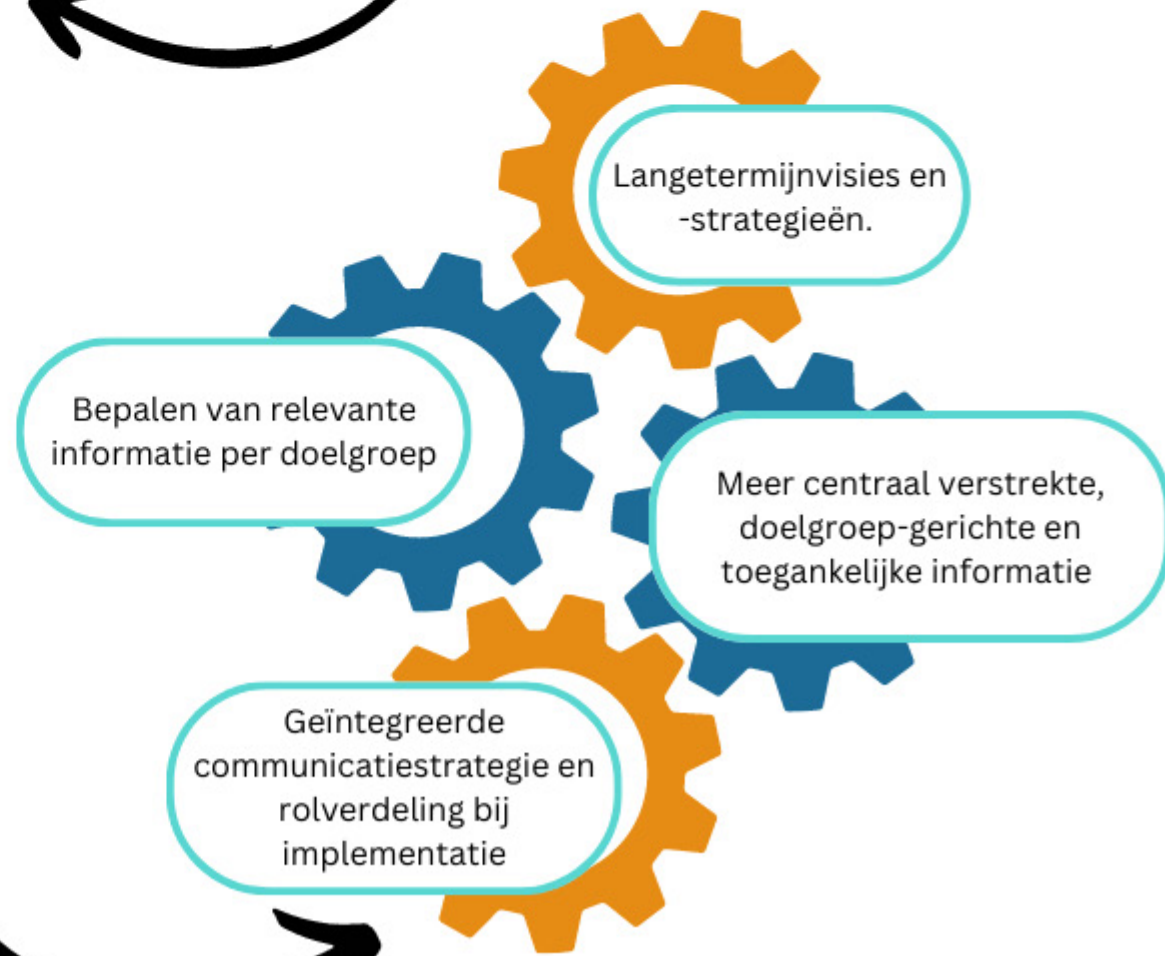 Langetermijnvisies en
-strategieën.
Bepalen van relevante
informatie per doelgroep
Meer centraal verstrekte,
doelgroep-gerichte en
toegankelijke informatie
Geïntegreerde
communicatiestrategie en
rolverdeling bij
implementatie